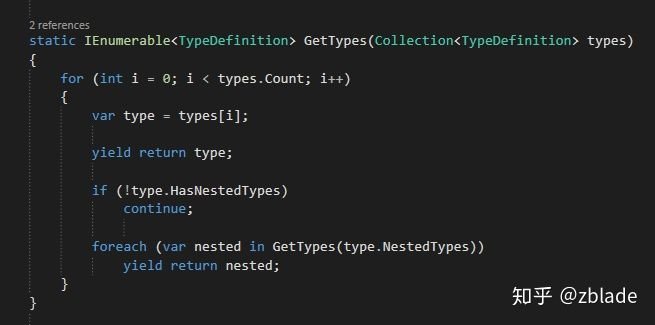 2 references
static IEnumerable<TypeDefinition> GetTypes(Collection<TypeDefinition> types)
{
    for (int i = 0; i < types.Count; i++)
    {
        var type = types[i];

        yield return type;

        if (!type.HasNestedTypes)
            continue;

        foreach (var nested in GetTypes(type.NestedTypes))
            yield return nested;
    }
}
知乎 @zblade